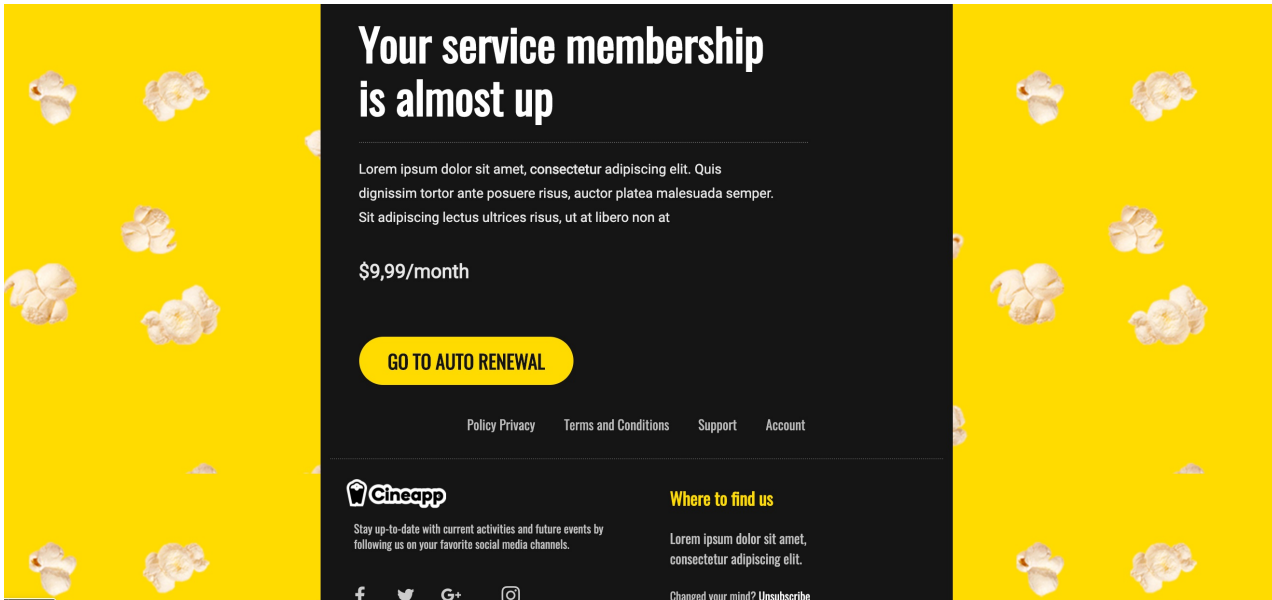 Your service membership
is almost up
Lorem ipsum dolor sit amet, consectetur adipiscing elit. Quis
dignissim tortor ante posuere risus, auctor platea malesuada semper.
Sit adipiscing lectus ultrices risus, ut at libero non at
$9,99/month
GO TO AUTO RENEWAL
Policy Privacy Terms and Conditions Support Account
Cineapp
Stay up-to-date with current activities and future events by
following us on your favorite social media channels.
Where to find us
Lorem ipsum dolor sit amet,
consectetur adipiscing elit.
Changed your mind? Unsubscribe